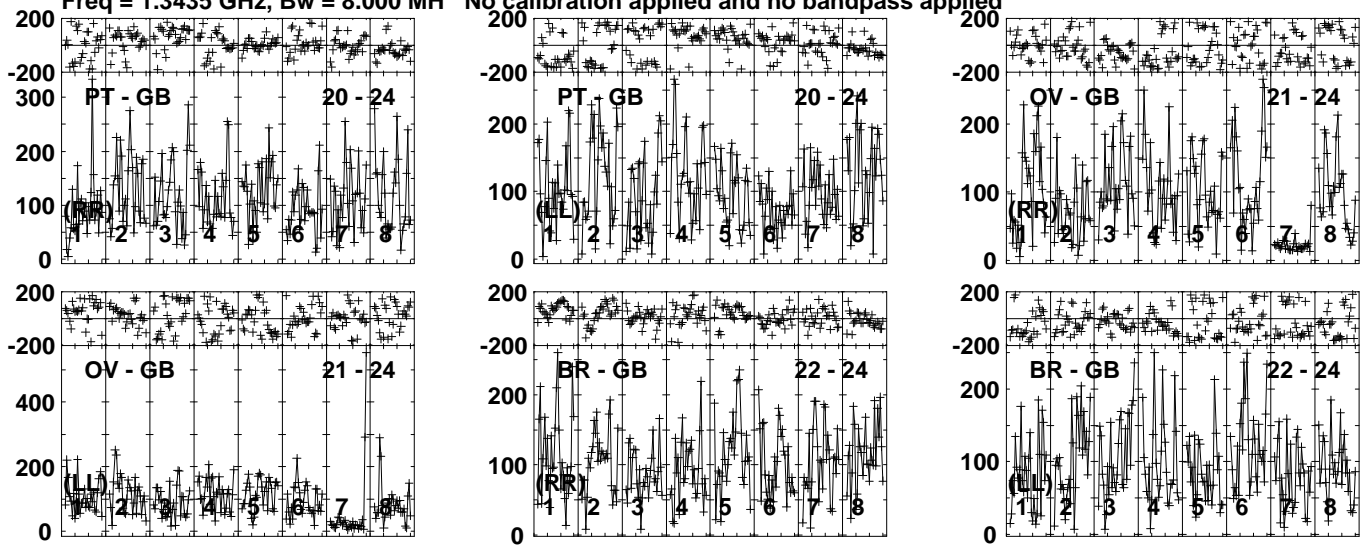 Freq = 1.3435 GHz, Bw = 8.000 MH No calibration applied and no bandpass applied
200
-200
PT - GB 20 - 24
300
200
100
0
(RR)
1 2 3 4 5 6 7 8
200
-200
PT - GB 20 - 24
200
100
0
(LL)
1 2 3 4 5 6 7 8
200
-200
OV - GB 21 - 24
200
100
0
(RR)
1 2 3 4 5 6 7 8
200
-200
OV - GB 21 - 24
400
200
0
(LL)
1 2 3 4 5 6 7 8
200
-200
BR - GB 22 - 24
200
100
0
(RR)
1 2 3 4 5 6 7 8
200
-200
BR - GB 22 - 24
200
100
0
(LL)
1 2 3 4 5 6 7 8